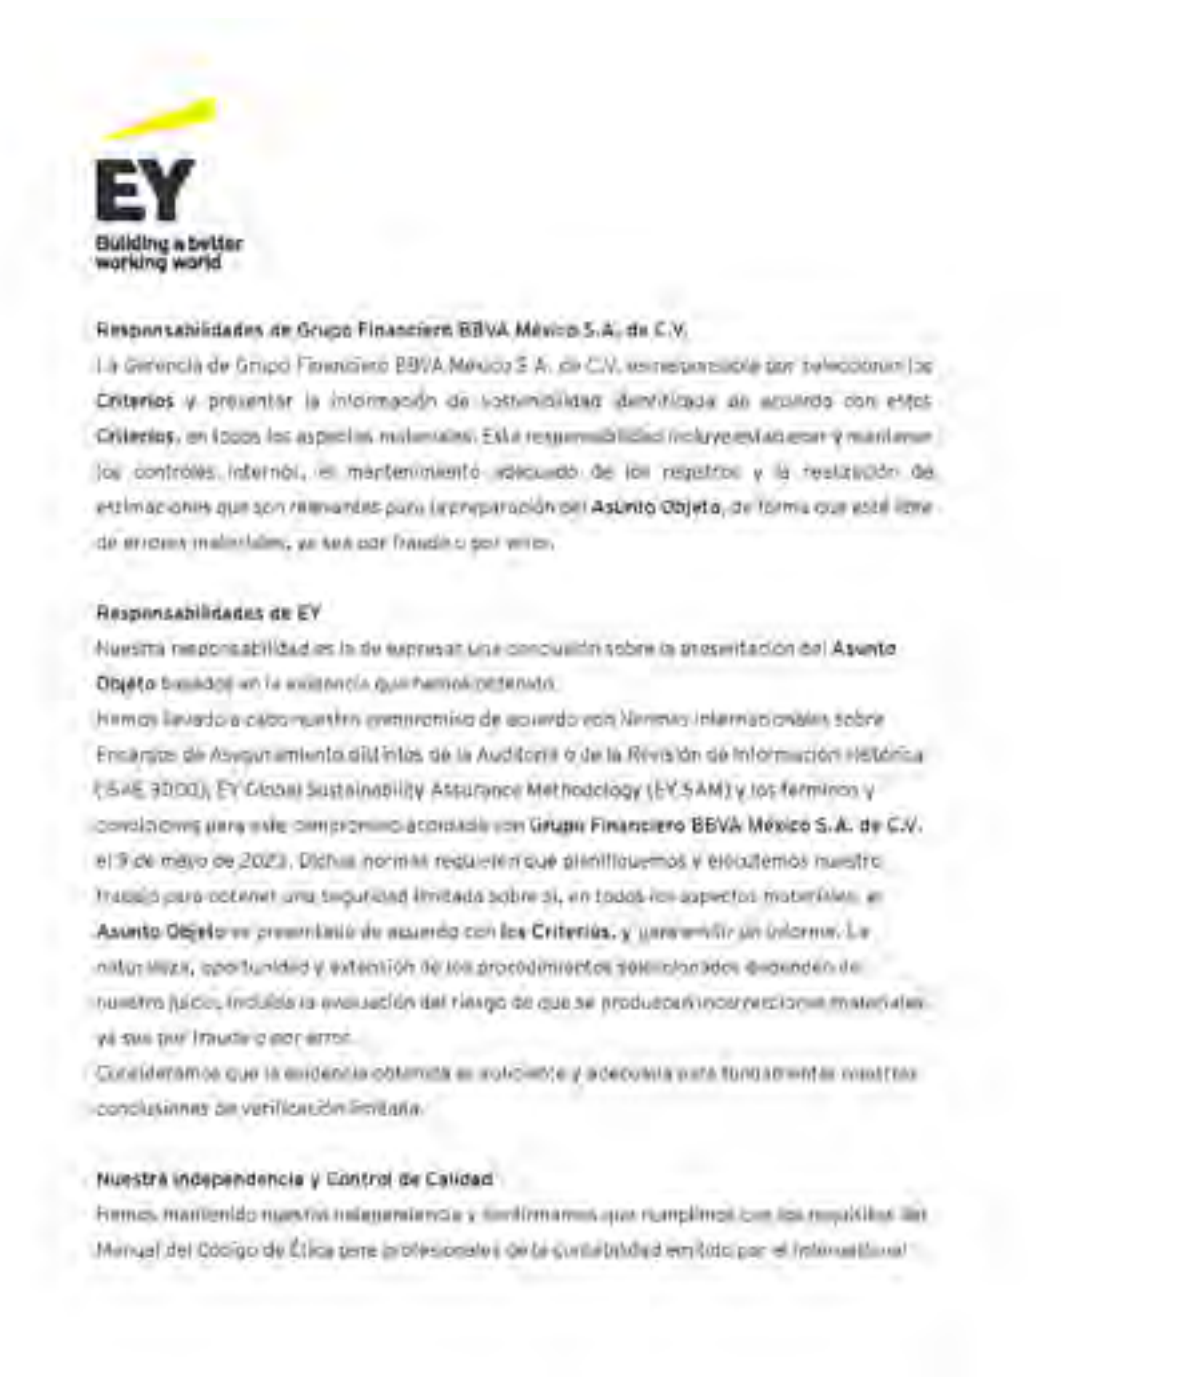 EY
Building a better
working world
Responsabilidades de Grupo Financiero BBVA México S.A. de C.V.
La Gerencia de Grupo Financiero BBVA México S.A. de C.V. es responsable por seleccionar los
Criterios y presentar la información de sostenibilidad identificada de acuerdo con estos
Criterios, en todos los aspectos materiales. Esta responsabilidad incluye establecer y mantener
los controles internos, el mantenimiento adecuado de los registros y la realización de
estimaciones que son relevantes para la preparación del Asunto Objeto, de forma que esté libre
de errores materiales, ya sea por fraude o por error.
Responsabilidades de EY
Nuestra responsabilidad es la de expresar una conclusión sobre la presentación del Asunto
Objeto basados en la evidencia que hemos obtenido.
Hemos llevado a cabo nuestro compromiso de acuerdo con Normas Internacionales sobre
Encargos de Aseguramiento distintos de la Auditoría o de la Revisión de Información Histórica
(ISAE 3000), EY Global Sustainability Assurance Methodology (EY SAM) y los términos y
condiciones para este compromiso acordado con Grupo Financiero BBVA México S.A. de C.V.
el 9 de mayo de 2023. Dichas normas requieren que planifiquemos y ejecutemos nuestro
trabajo para obtener una seguridad limitada sobre si, en todos los aspectos materiales, el
Asunto Objeto es presentado de acuerdo con los Criterios, y para emitir un informe. La
naturaleza, oportunidad y extensión de los procedimientos seleccionados dependen de
nuestro juicio, incluida la evaluación del riesgo de que se produzcan incorrecciones materiales,
ya sea por fraude o por error.
Consideramos que la evidencia obtenida es suficiente y adecuada para fundamentar nuestras
conclusiones de verificación limitada.
Nuestra independencia y Control de Calidad
Hemos mantenido nuestra independencia y confirmamos que cumplimos con los requisitos del
Manual del Código de Ética para profesionales de la contabilidad emitido por el International